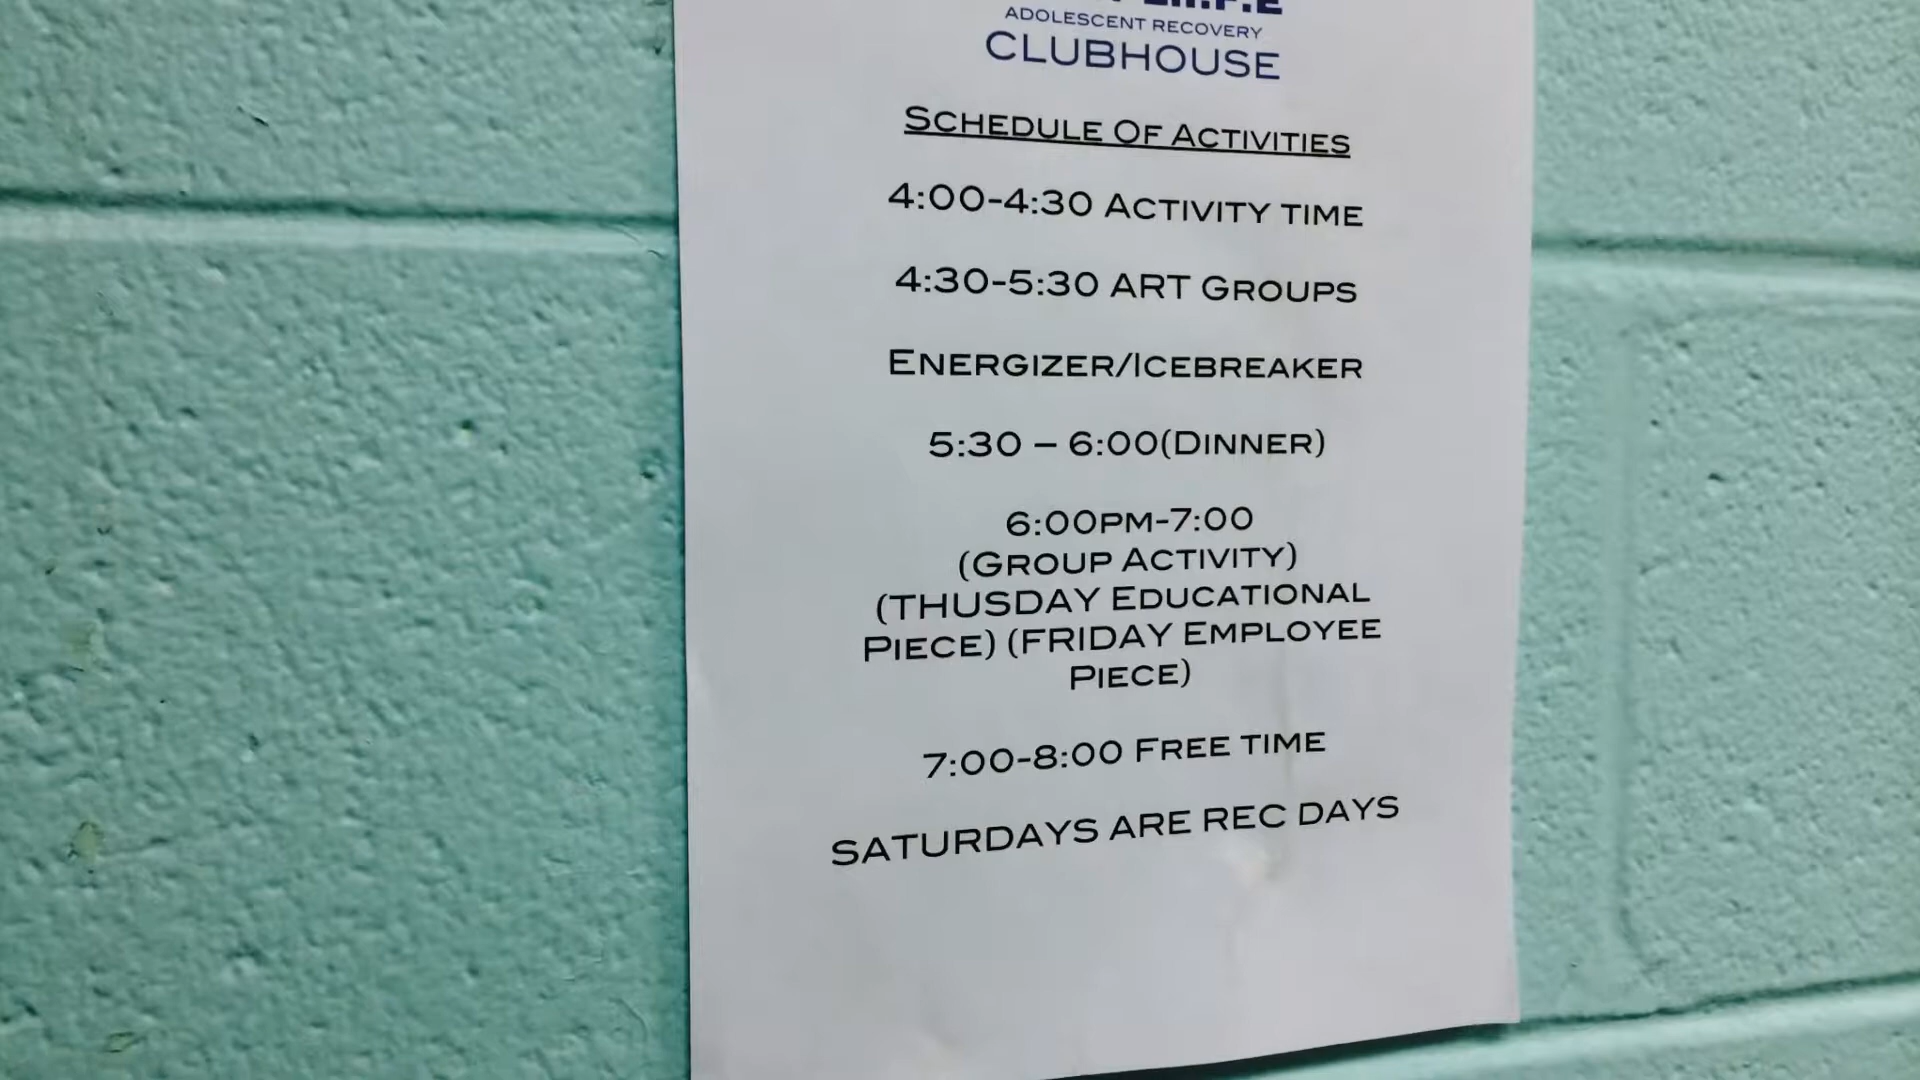 ADOLESCENT RECOVERY
CLUBHOUSE
SCHEDULE OF ACTIVITIES
4:00-4:30 ACTIVITY TIME
4:30-5:30 ART GROUPS
ENERGIZER/ICEBREAKER
5:30 – 6:00(DINNER)
6:00PM-7:00
(GROUP ACTIVITY)
(THUSDAY EDUCATIONAL
PIECE) (FRIDAY EMPLOYEE
PIECE)
7:00-8:00 FREE TIME
SATURDAYS ARE REC DAYS